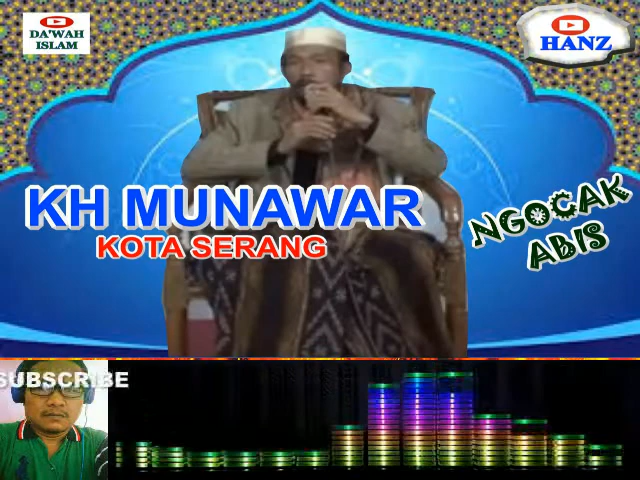 DA'WAH
ISLAM
HANZ
KH MUNAWAR
KOTA SERANG
NGOCAK
ABIS
SUBSCRIBE